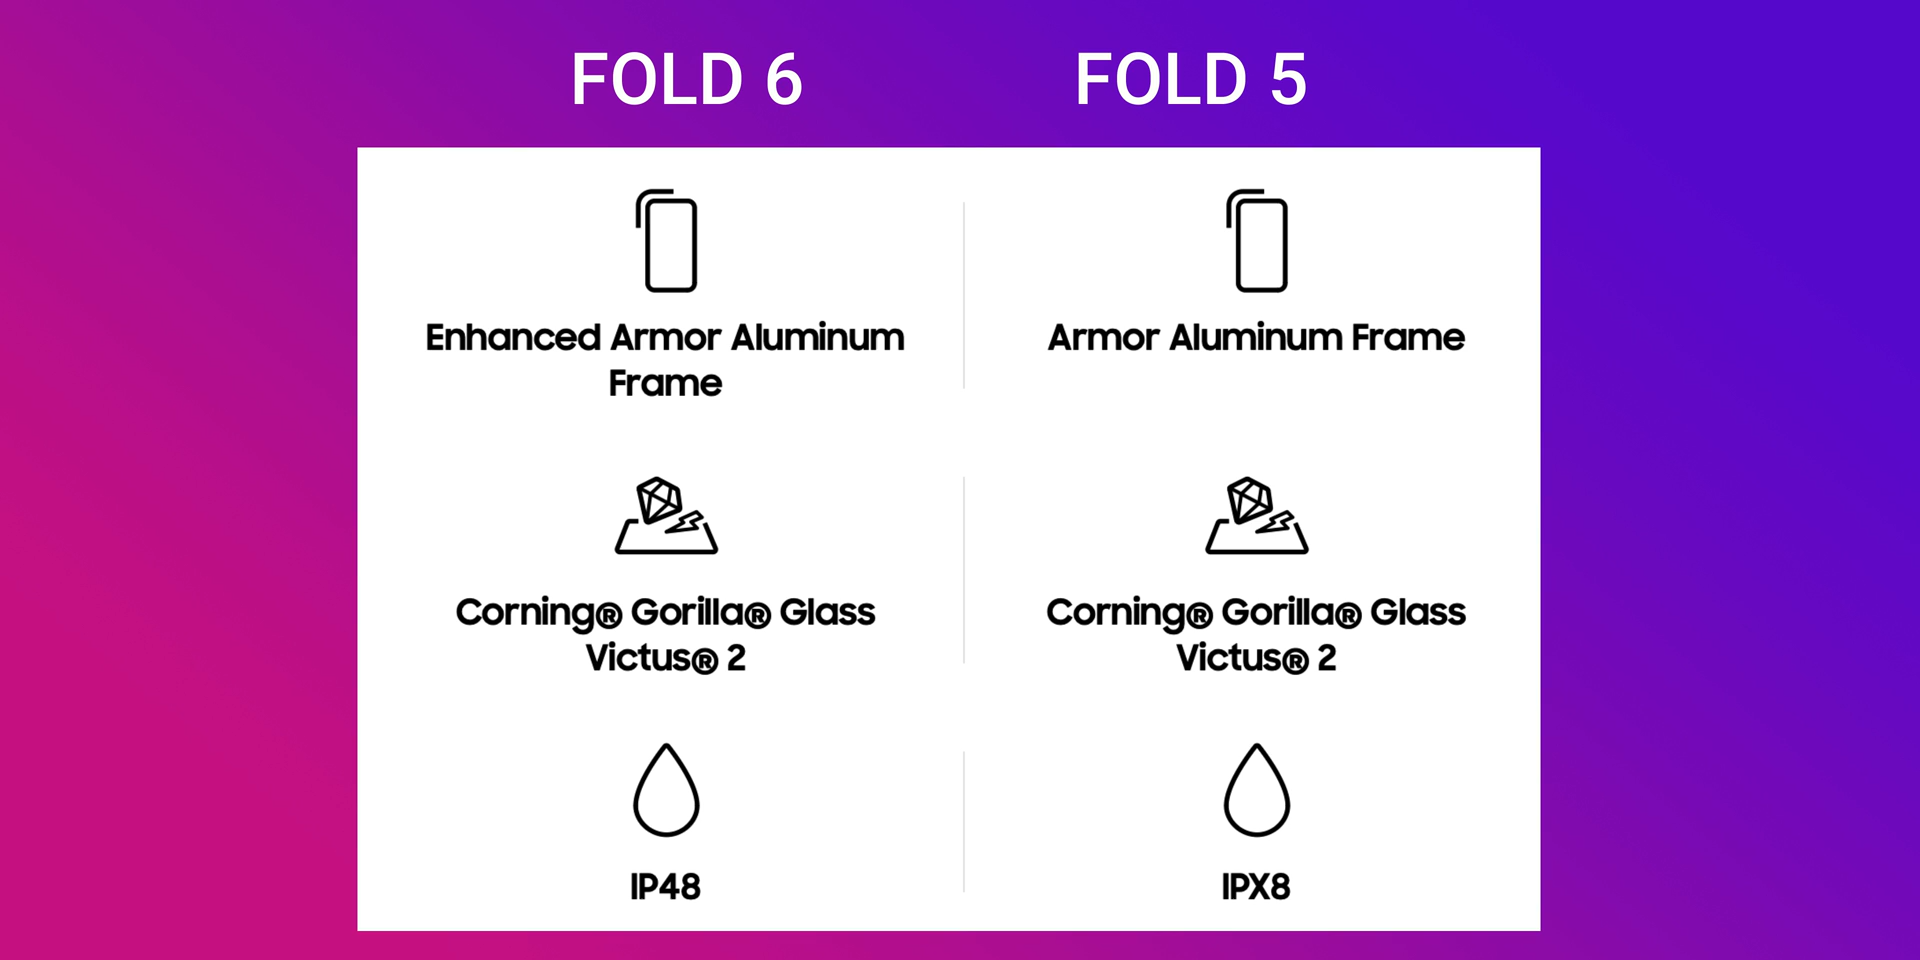 FOLD 6
FOLD 5
Enhanced Armor Aluminum
Frame
Armor Aluminum Frame
Corning® Gorilla® Glass
Victus® 2
Corning® Gorilla® Glass
Victus® 2
IP48
IPX8